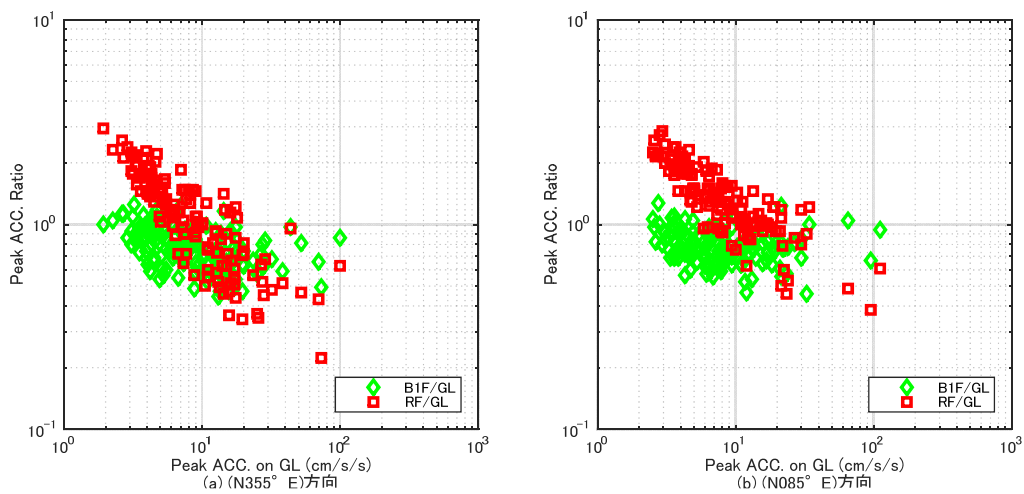 10^1
10^0
10^-1
Peak ACC. Ratio
B1F/GL
RF/GL
10^0 10^1 10^2 10^3
Peak ACC. on GL (cm/s/s)
(a) (N355° E)方向
10^1
10^0
10^-1
Peak ACC. Ratio
B1F/GL
RF/GL
10^0 10^1 10^2 10^3
Peak ACC. on GL (cm/s/s)
(b) (N085° E)方向